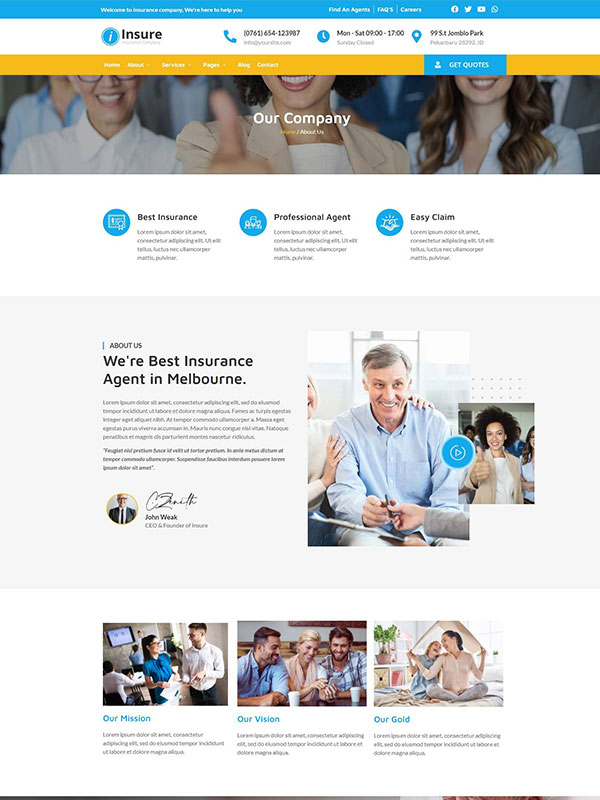 Welcome to insurance company, We're here to help you
Find An Agents FAQ'S Careers
Insure
Insurance Company
(0761) 654-123987
info@yoursite.com
Mon - Sat 09:00 - 17:00
Sunday Closed
99 S.t Jomblo Park
Pekanbaru 28292. ID
Home About Services Pages Blog Contact
GET QUOTES
Our Company
Home / About Us
Best Insurance
Lorem ipsum dolor sit amet,
consectetur adipiscing elit. Ut elit
tellus, luctus nec ullamcorper
mattis, pulvinar.
Professional Agent
Lorem ipsum dolor sit amet,
consectetur adipiscing elit. Ut elit
tellus, luctus nec ullamcorper
mattis, pulvinar.
Easy Claim
Lorem ipsum dolor sit amet,
consectetur adipiscing elit. Ut elit
tellus, luctus nec ullamcorper
mattis, pulvinar.
ABOUT US
We're Best Insurance
Agent in Melbourne.
Lorem ipsum dolor sit amet, consectetur adipiscing elit, sed do eiusmod
tempor incididunt ut labore et dolore magna aliqua. Fames ac turpis
egestas integer eget aliquet nibh. At tempor commodo ullamcorper a. Massa
egestas purus viverra accumsan in. Mauris nunc congue nisi vitae. Natoque
penatibus et magnis dis parturient montes nascetur ridiculus.
"Feugiat nisl pretium fusce id velit ut tortor pretium. In ante metus dictum at
tempor commodo ullamcorper. Suspendisse faucibus interdum posuere lorem
ipsum dolor sit amet".
John Weak
CEO & Founder of Insure
Our Mission
Lorem ipsum dolor sit amet, consectetur
adipiscing elit, sed do eiusmod tempor incididunt
ut labore et dolore magna aliqua.
Our Vision
Lorem ipsum dolor sit amet, consectetur
adipiscing elit, sed do eiusmod tempor incididunt
ut labore et dolore magna aliqua.
Our Gold
Lorem ipsum dolor sit amet, consectetur
adipiscing elit, sed do eiusmod tempor incididunt
ut labore et dolore magna aliqua.